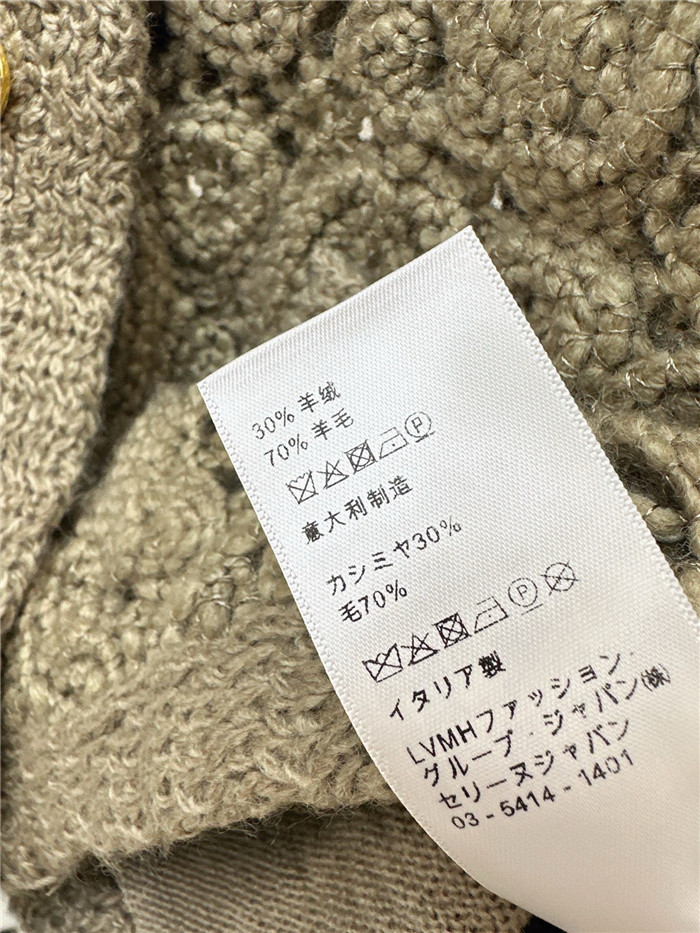 30% 羊绒
70% 羊毛
意大利制造
カシミヤ30%
毛70%
イタリア製
LVMHファッション・
グループ・ジャパン(株)
セリーヌジャパン
03-5414-1401